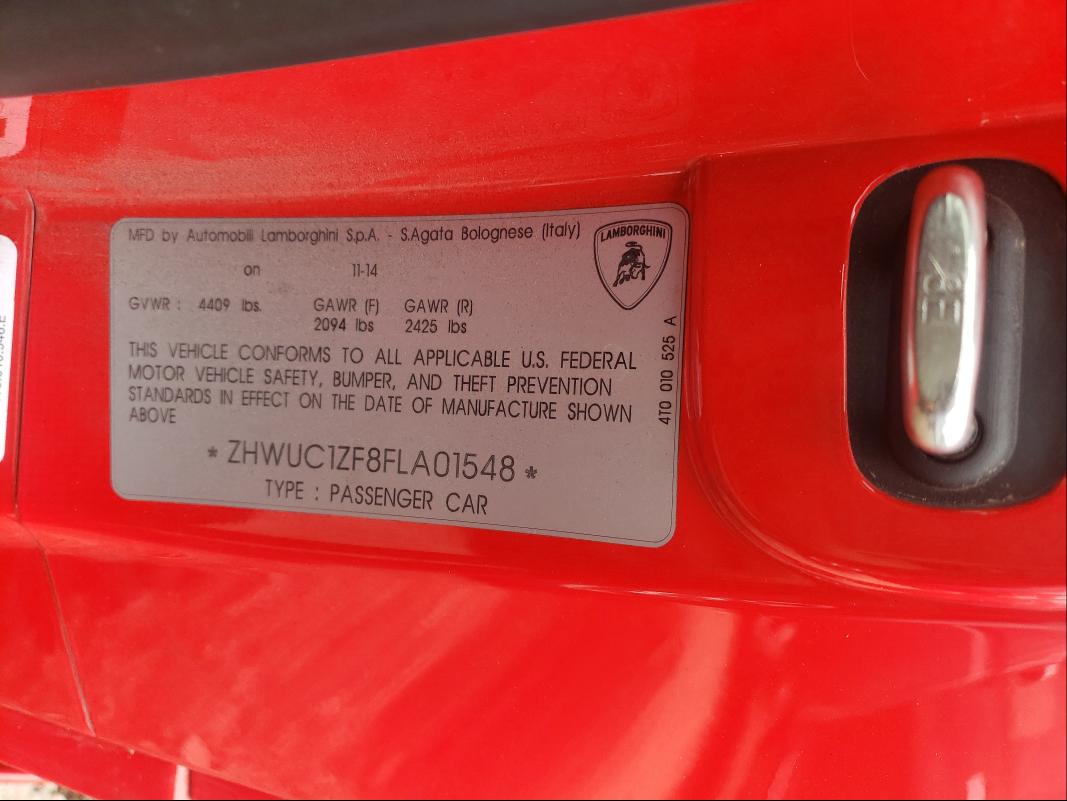 MFD by Automobili Lamborghini S.p.A. - S.Agata Bolognese (Italy)
on 11-14
GVWR : 4409 lbs. GAWR (F) GAWR (R)
2094 lbs 2425 lbs
THIS VEHICLE CONFORMS TO ALL APPLICABLE U.S. FEDERAL
MOTOR VEHICLE SAFETY, BUMPER, AND THEFT PREVENTION
STANDARDS IN EFFECT ON THE DATE OF MANUFACTURE SHOWN
ABOVE
* ZHWUC1ZF8FLA01548 *
TYPE : PASSENGER CAR
LAMBORGHINI
4T0 010 525 A